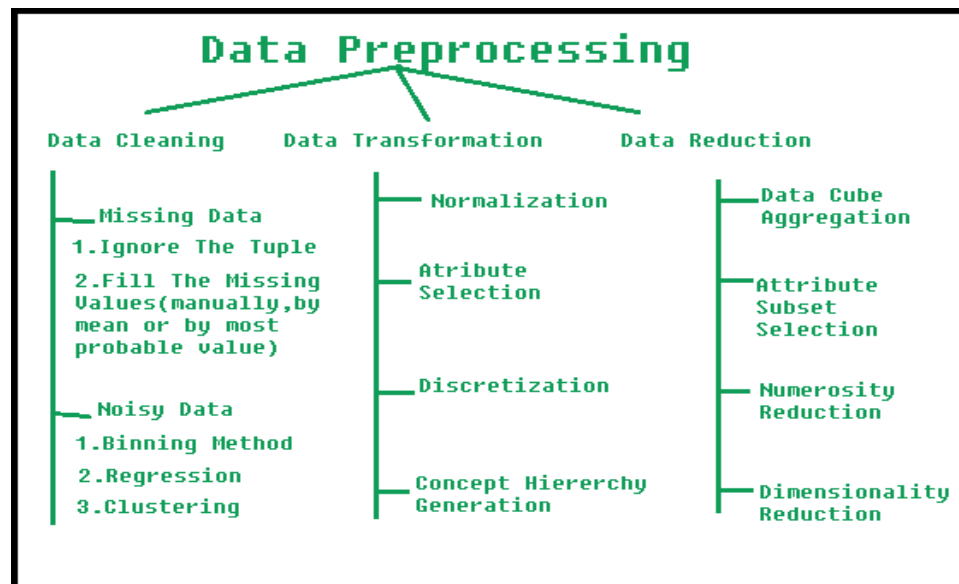 Data Preprocessing
Data Cleaning
Missing Data
1.Ignore The Tuple
2.Fill The Missing
Values(manually,by
mean or by most
probable value)
Noisy Data
1.Binning Method
2.Regression
3.Clustering
Data Transformation
Normalization
Atribute
Selection
Discretization
Concept Hiererchy
Generation
Data Reduction
Data Cube
Aggregation
Attribute
Subset
Selection
Numerosity
Reduction
Dimensionality
Reduction